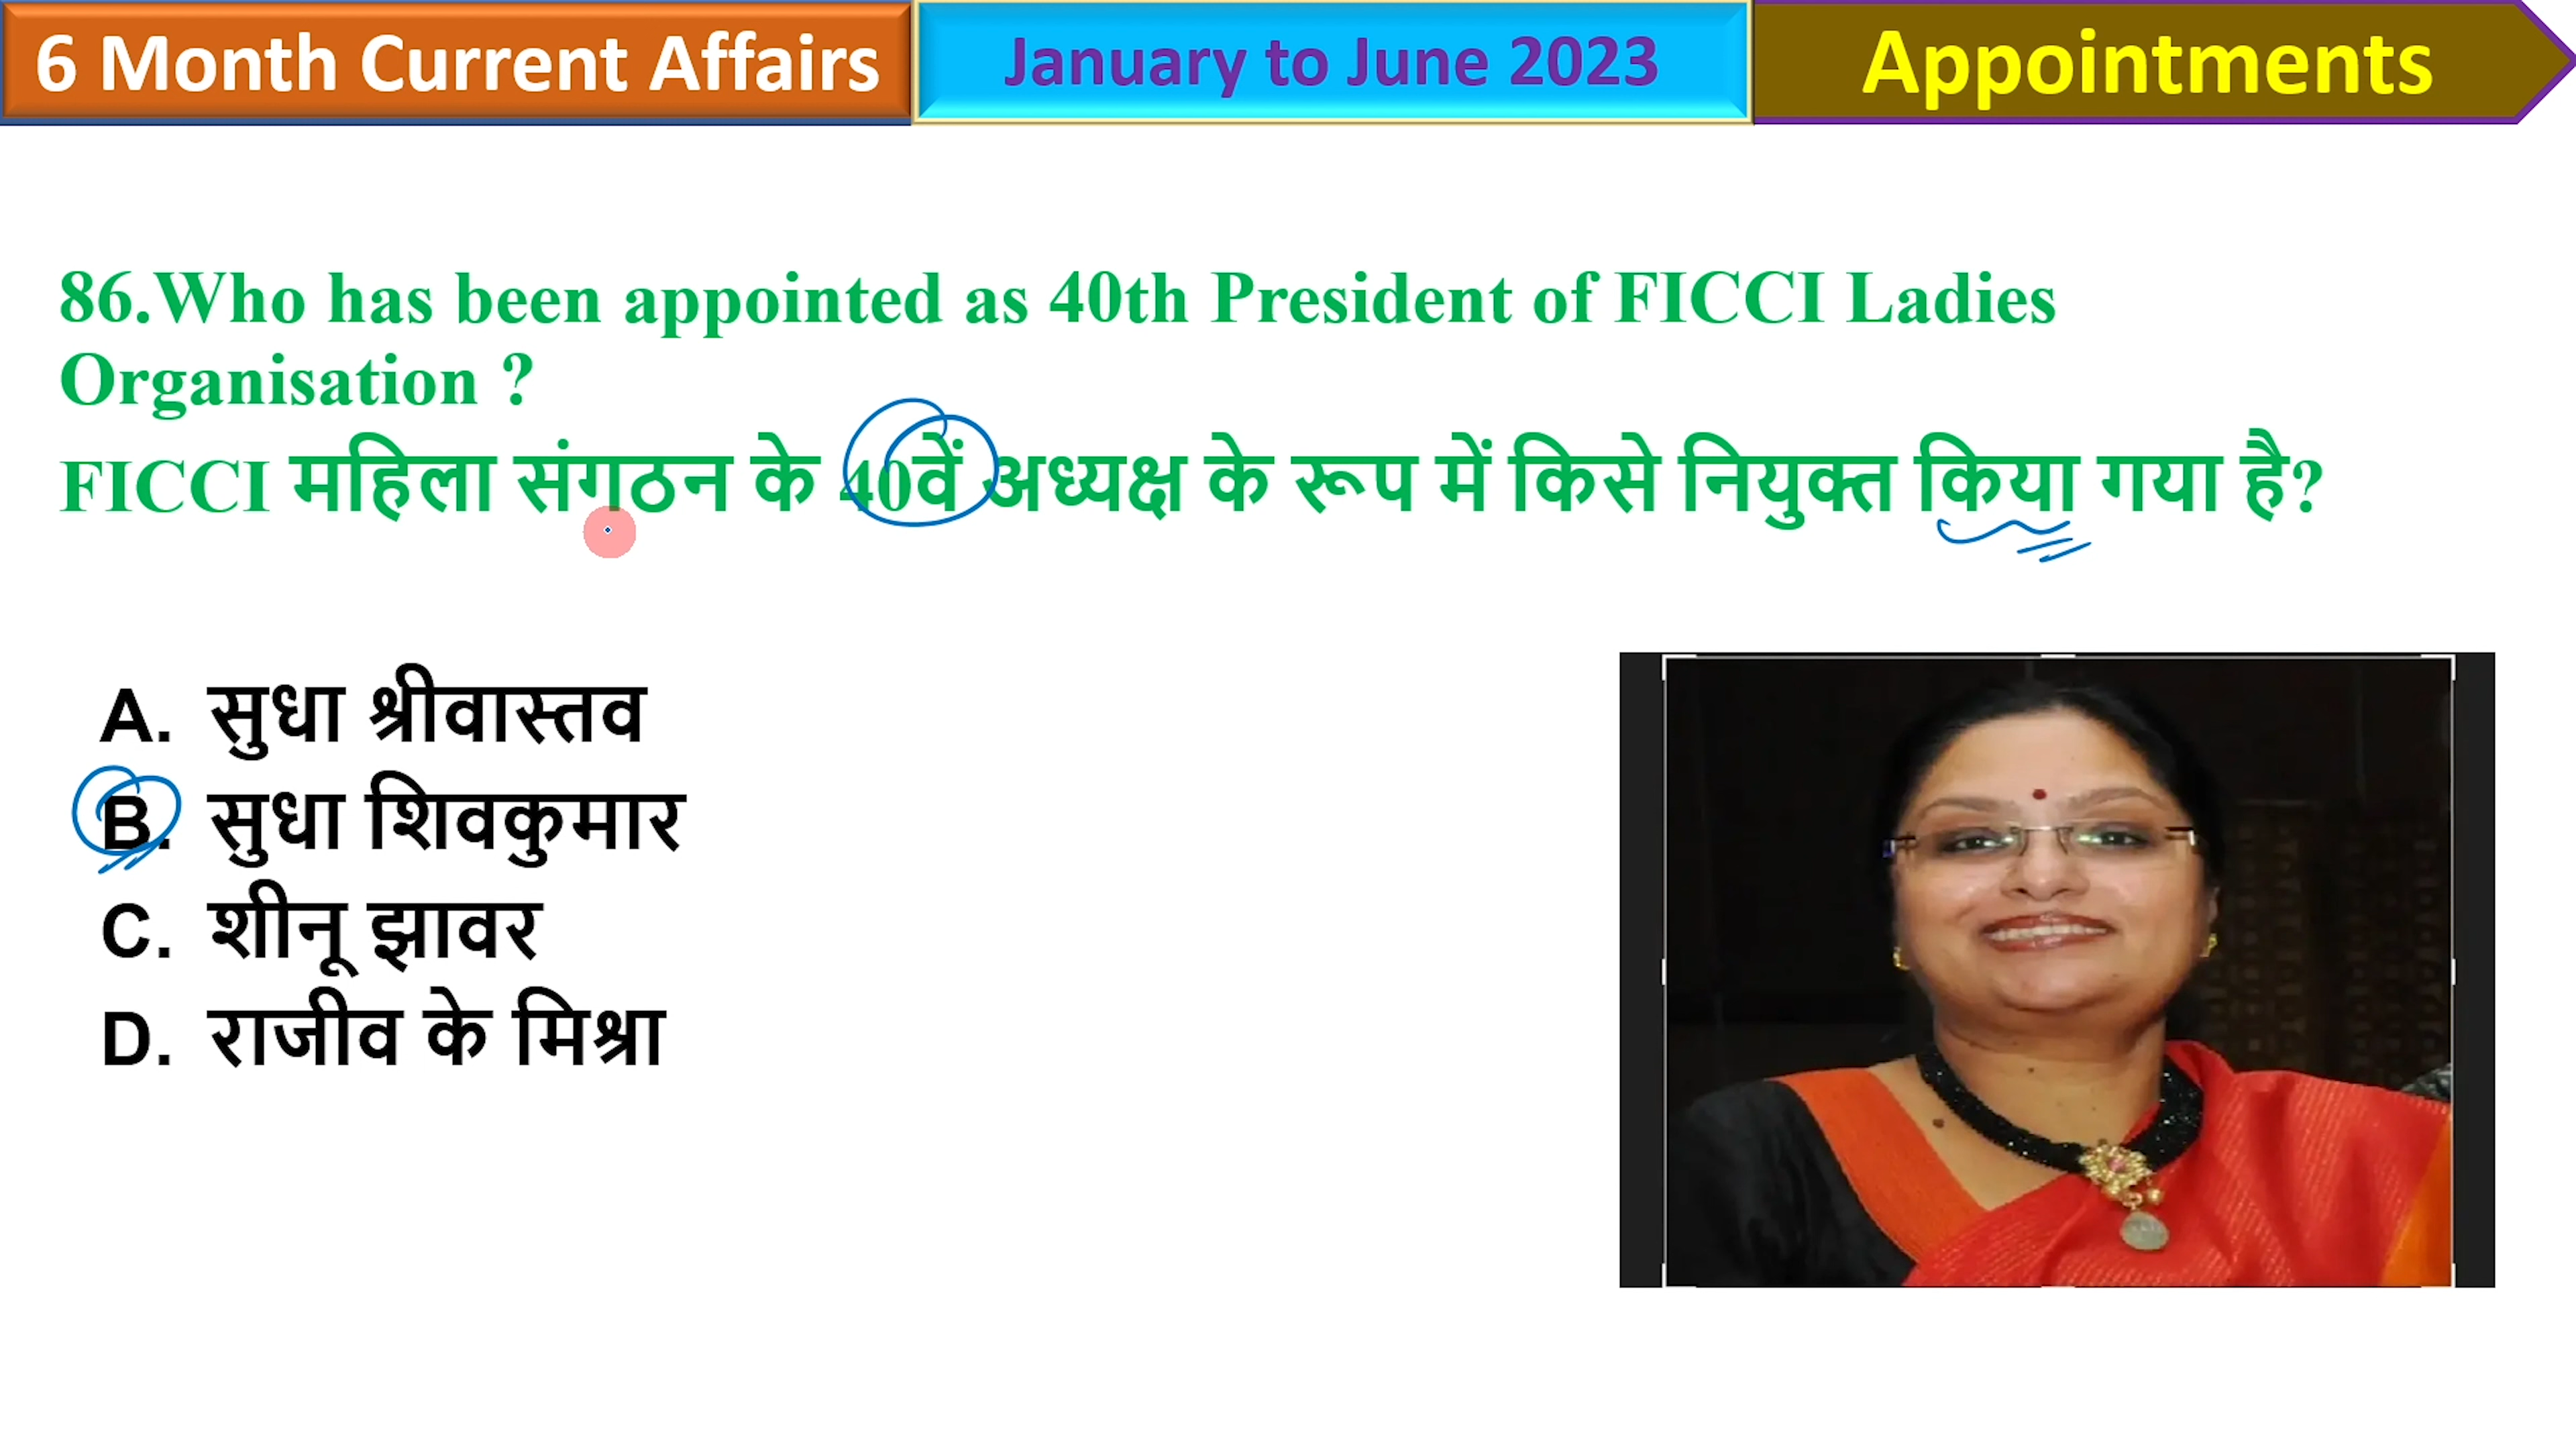 6 Month Current Affairs
January to June 2023
Appointments
86.Who has been appointed as 40th President of FICCI Ladies
Organisation ?
FICCI महिला संगठन के 40वें अध्यक्ष के रूप में किसे नियुक्त किया गया है?
A. सुधा श्रीवास्तव
B. सुधा शिवकुमार
C. शीनू झावर
D. राजीव के मिश्रा